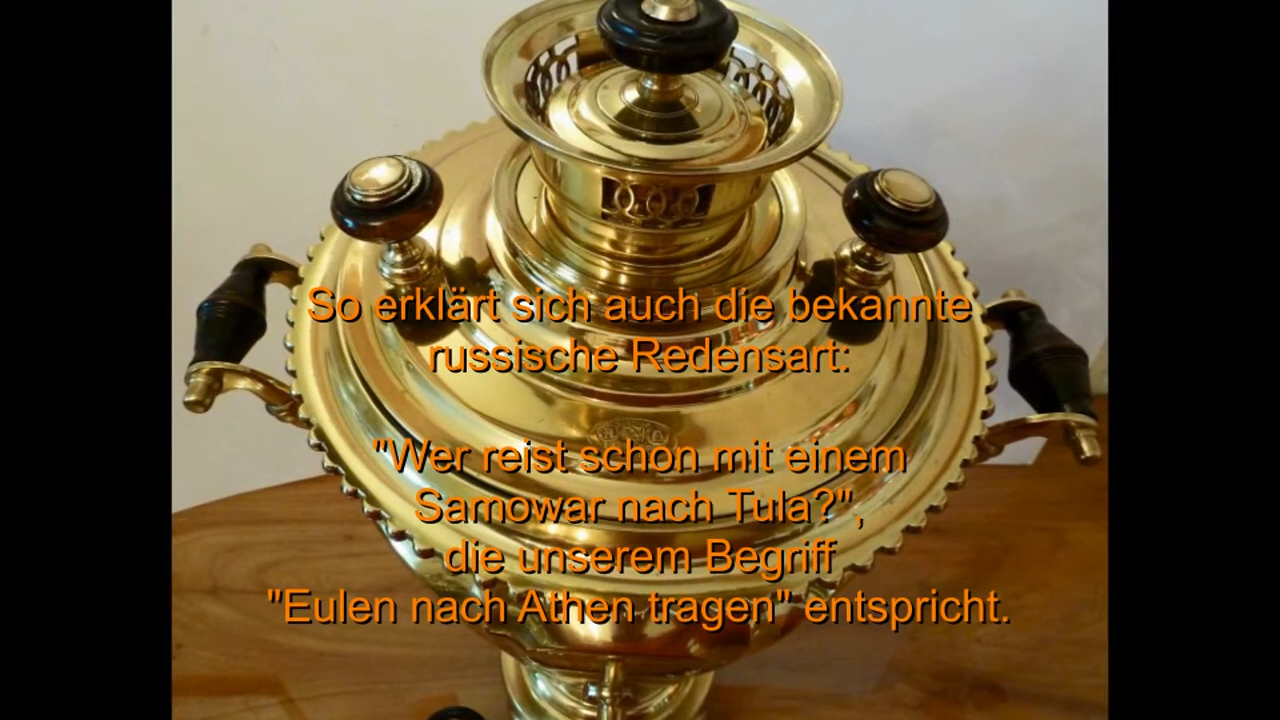 So erklärt sich auch die bekannte
russische Redensart:
"Wer reist schon mit einem
Samowar nach Tula?",
die unserem Begriff
"Eulen nach Athen tragen" entspricht.